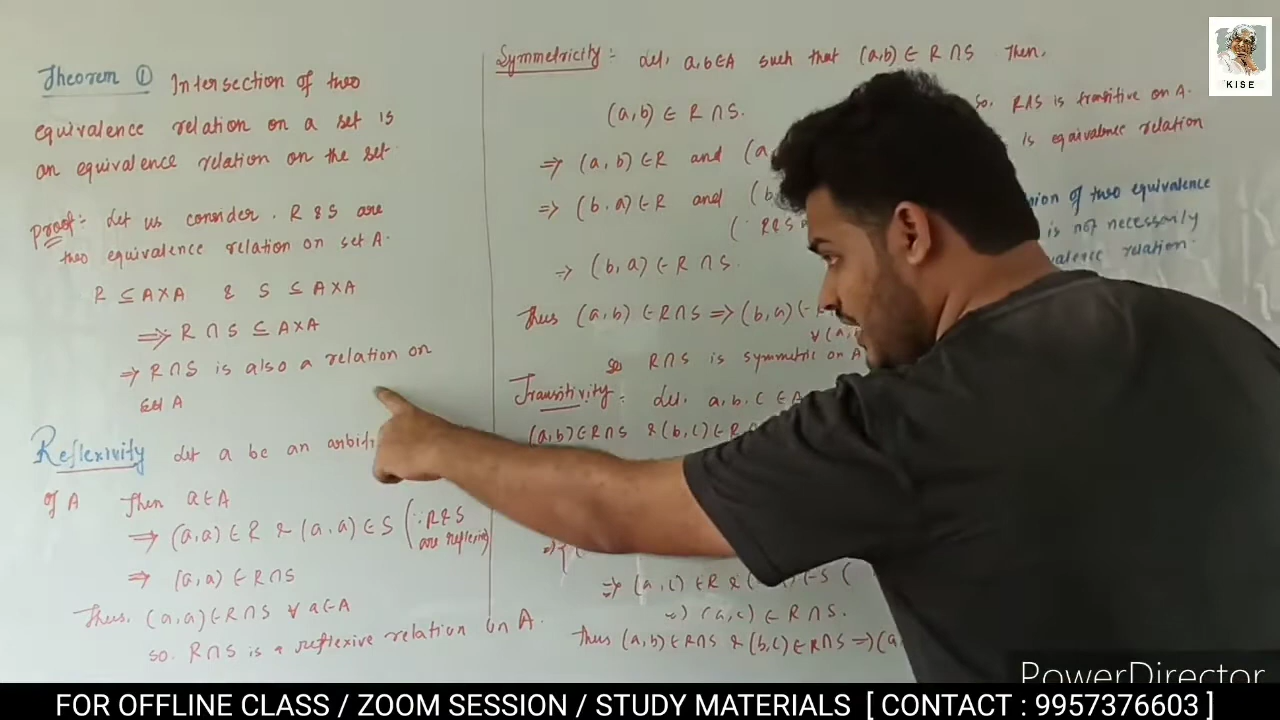 Theorem ① Intersection of two
equivalence relation on a set is
an equivalence relation on the set.
Proof:- Let us consider. R & S are
two equivalence relation on set A.
R ⊆ A×A & S ⊆ A×A
⇒ R ∩ S ⊆ A×A
⇒ R ∩ S is also a relation on
set A
Reflexivity Let a be an arbit
of A Then a ∈ A
⇒ (a,a) ∈ R & (a,a) ∈ S (∵ R & S
are reflexive)
⇒ (a,a) ∈ R ∩ S
Thus. (a,a) ∈ R ∩ S ∀ a ∈ A
so. R ∩ S is a reflexive relation on A.
Symmetricity:- Let. a,b ∈ A such that (a,b) ∈ R ∩ S Then.
(a,b) ∈ R ∩ S.
⇒ (a,b) ∈ R and (a,
⇒ (b,a) ∈ R and (b
(∵ R&S
⇒ (b,a) ∈ R ∩ S.
Thus (a,b) ∈ R ∩ S ⇒ (b,a) ∈
∀ (a,
so R ∩ S is symmetric on A
Transitivity:- Let. a,b,c ∈ A
(a,b) ∈ R ∩ S & (b,c) ∈ R
⇒ (a,c) ∈ R & ∈ S (
⇒ (a,c) ∈ R ∩ S.
Thus (a,b) ∈ R ∩ S & (b,c) ∈ R ∩ S ⇒ (a
so. R∩S is transitive on A.
is equivalence relation
nion of two equivalence
is not necessarily
valence relation.
KISE
PowerDirector
FOR OFFLINE CLASS / ZOOM SESSION / STUDY MATERIALS [ CONTACT : 9957376603 ]